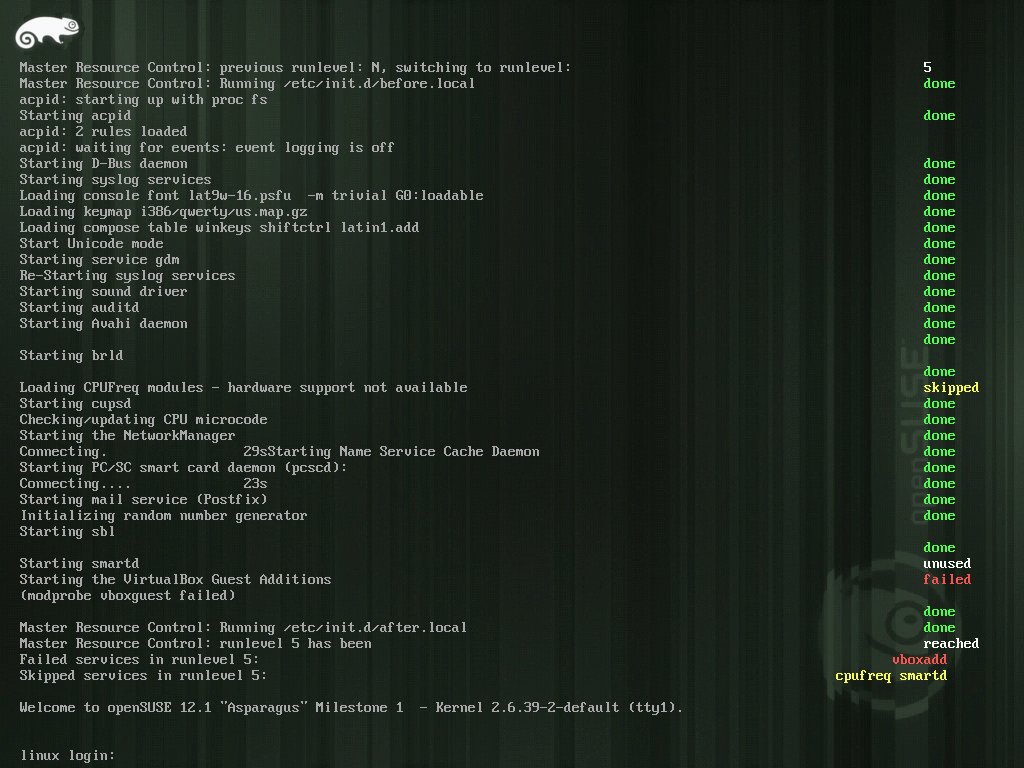 Master Resource Control: previous runlevel: N, switching to runlevel: 5
Master Resource Control: Running /etc/init.d/before.local done
acpid: starting up with proc fs
Starting acpid done
acpid: 2 rules loaded
acpid: waiting for events: event logging is off
Starting D-Bus daemon done
Starting syslog services done
Loading console font lat9w-16.psfu  -m trivial G0:loadable done
Loading keymap i386/qwerty/us.map.gz done
Loading compose table winkeys shiftctrl latin1.add done
Start Unicode mode done
Starting service gdm done
Re-Starting syslog services done
Starting sound driver done
Starting auditd done
Starting Avahi daemon done
done
Starting brld
done
Loading CPUFreq modules - hardware support not available skipped
Starting cupsd done
Checking/updating CPU microcode done
Starting the NetworkManager done
Connecting. 29sStarting Name Service Cache Daemon done
Starting PC/SC smart card daemon (pcscd): done
Connecting.... 23s done
Starting mail service (Postfix) done
Initializing random number generator done
Starting sbl
done
Starting smartd unused
Starting the VirtualBox Guest Additions failed
(modprobe vboxguest failed)
done
Master Resource Control: Running /etc/init.d/after.local done
Master Resource Control: runlevel 5 has been reached
Failed services in runlevel 5: vboxadd
Skipped services in runlevel 5: cpufreq smartd
Welcome to openSUSE 12.1 "Asparagus" Milestone 1  - Kernel 2.6.39-2-default (tty1).
linux login:
openSUSE